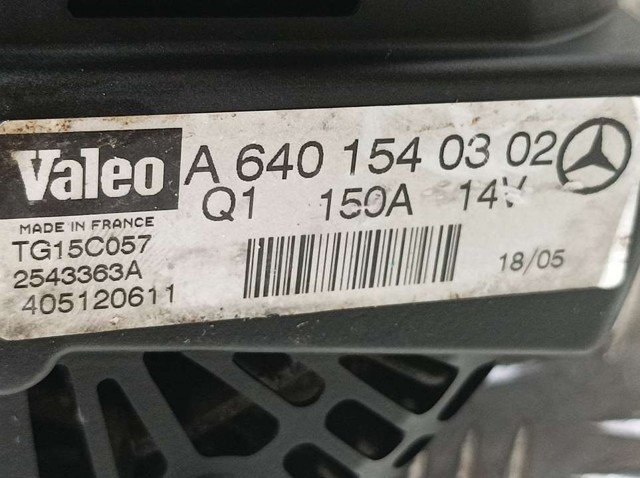 Valeo A 640 154 03 02
Q1 150A 14V
MADE IN FRANCE
TG15C057
2543363A
405120611
18/05